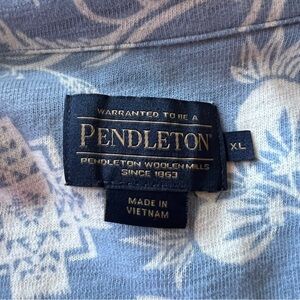 WARRANTED TO BE A
PENDLETON
PENDLETON WOOLEN MILLS
SINCE 1863
XL
MADE IN
VIETNAM